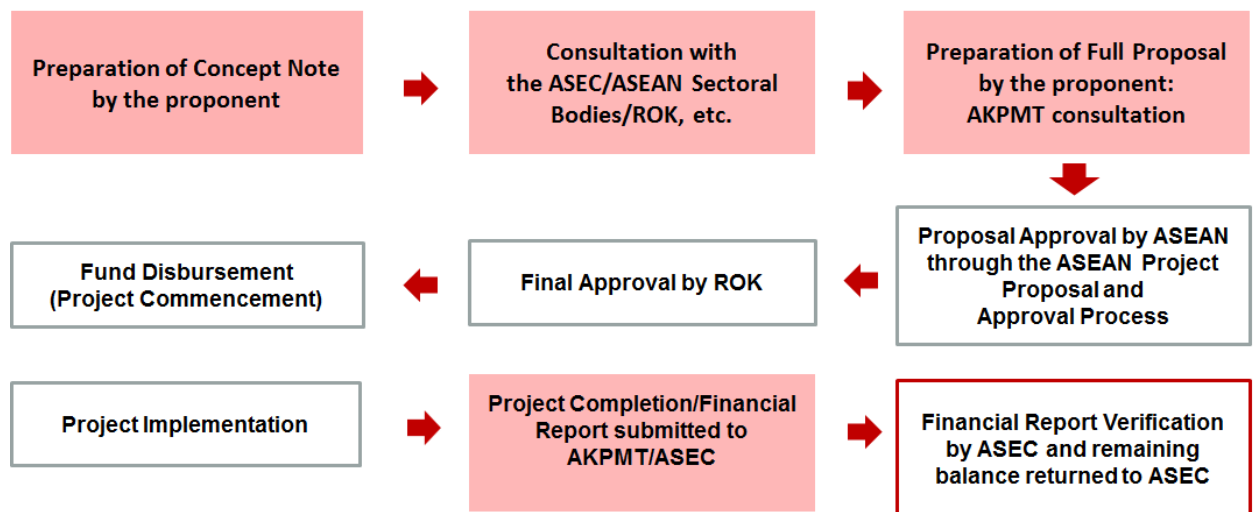 Preparation of Concept Note
by the proponent
Consultation with
the ASEC/ASEAN Sectoral
Bodies/ROK, etc.
Preparation of Full Proposal
by the proponent:
AKPMT consultation
Proposal Approval by ASEAN
through the ASEAN Project
Proposal and
Approval Process
Final Approval by ROK
Fund Disbursement
(Project Commencement)
Project Implementation
Project Completion/Financial
Report submitted to
AKPMT/ASEC
Financial Report Verification
by ASEC and remaining
balance returned to ASEC